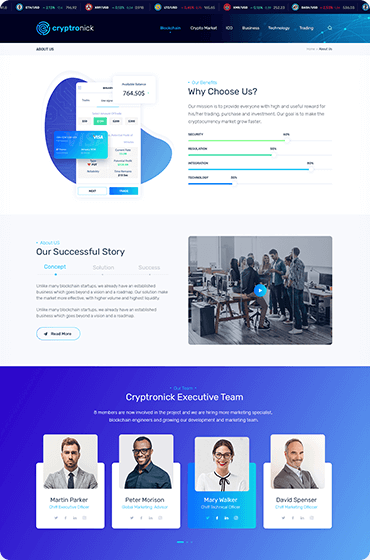 cryptronick
Blockchain Crypto Market ICO Business Technology Trading
ABOUT US
Home About Us
Available Balance
764.50$
VISA
Our Benefits
Why Choose Us?
Our mission is to provide everyone with high and useful reward for
his/her trading, purchase and investment. Our goal is to make the
cryptocurrency market grow faster.
SECURITY
REGULATION
INTEGRATION
TECHNOLOGY
About US
Our Successful Story
Concept Solution Success
Unlike many blockchain startups, we already have an established
business which goes beyond a vision and a roadmap. Our solution make
the market more effective, with higher volume and highest liquidity
Unlike many blockchain startups, we already have an established
business which goes beyond a vision and a roadmap.
Read More
Our Team
Cryptronick Executive Team
8 members are now involved in the project and we are hiring more marketing specialist,
Blockchain engineers and growing our development and marketing team.
Martin Parker
Chief Executive Officer
Peter Morison
Global Marketing Advisor
Mary Walker
Chief Technical Officer
David Spenser
Chief Marketing Officer